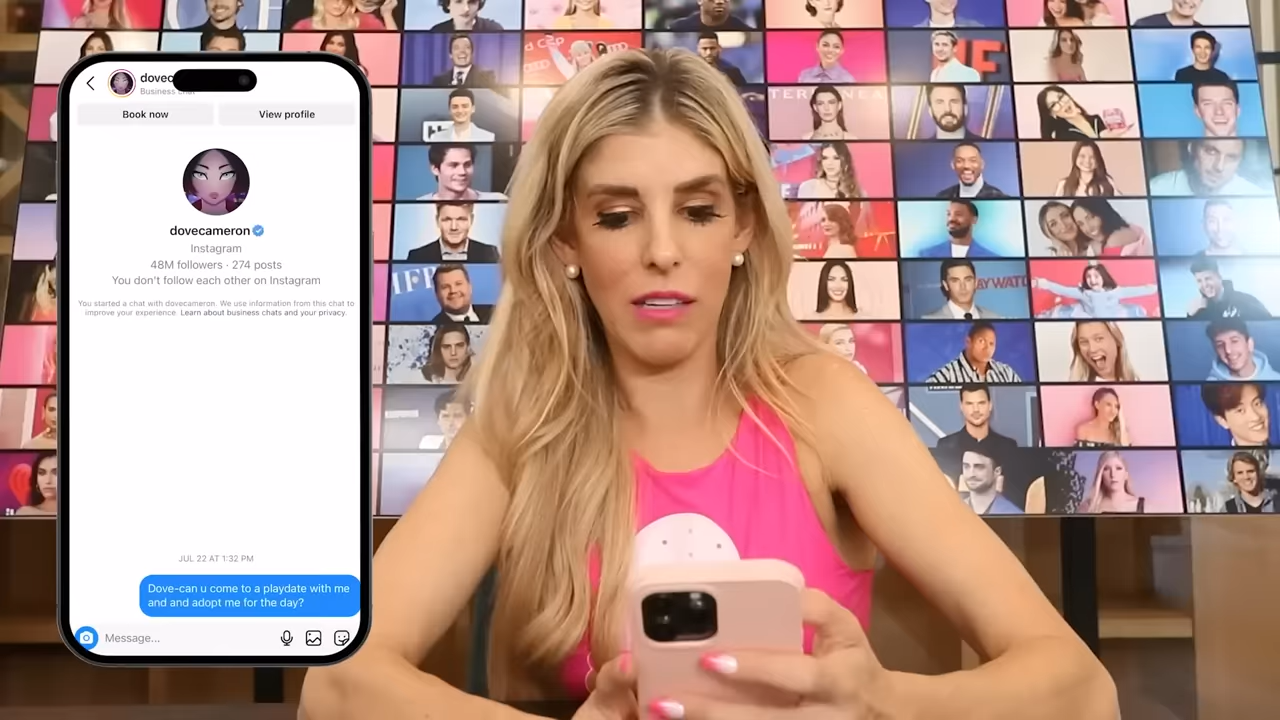 dovec
Business chat
Book now
View profile
dovecameron
Instagram
48M followers · 274 posts
You don't follow each other on Instagram
You started a chat with dovecameron. We use information from this chat to
improve your experience. Learn about business chats and your privacy.
JUL 22 AT 1:32 PM
Dove-can u come to a playdate with me
and and adopt me for the day?
Message...